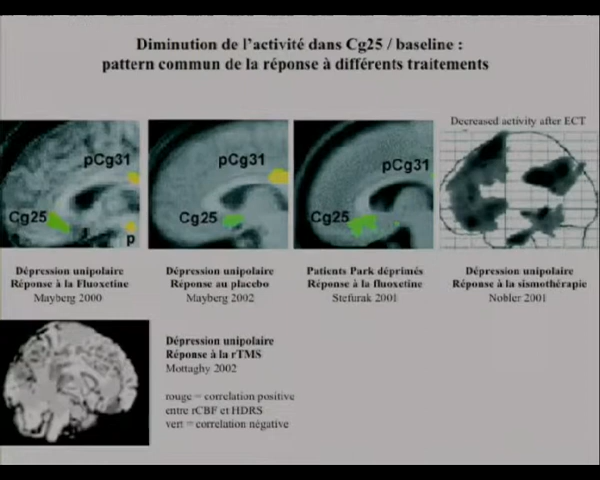 Diminution de l'activité dans Cg25 / baseline :
pattern commun de la réponse à différents traitements
Decreased activity after ECT
pCg31
pCg31
pCg31
Cg25
Cg25
Cg25
p
Dépression unipolaire
Réponse à la Fluoxetine
Mayberg 2000
Dépression unipolaire
Réponse au placebo
Mayberg 2002
Patients Park déprimés
Réponse à la fluoxetine
Stefurak 2001
Dépression unipolaire
Réponse à la sismothérapie
Nobler 2001
Dépression unipolaire
Réponse à la rTMS
Mottaghy 2002
rouge = correlation positive
entre rCBF et HDRS
vert = correlation négative